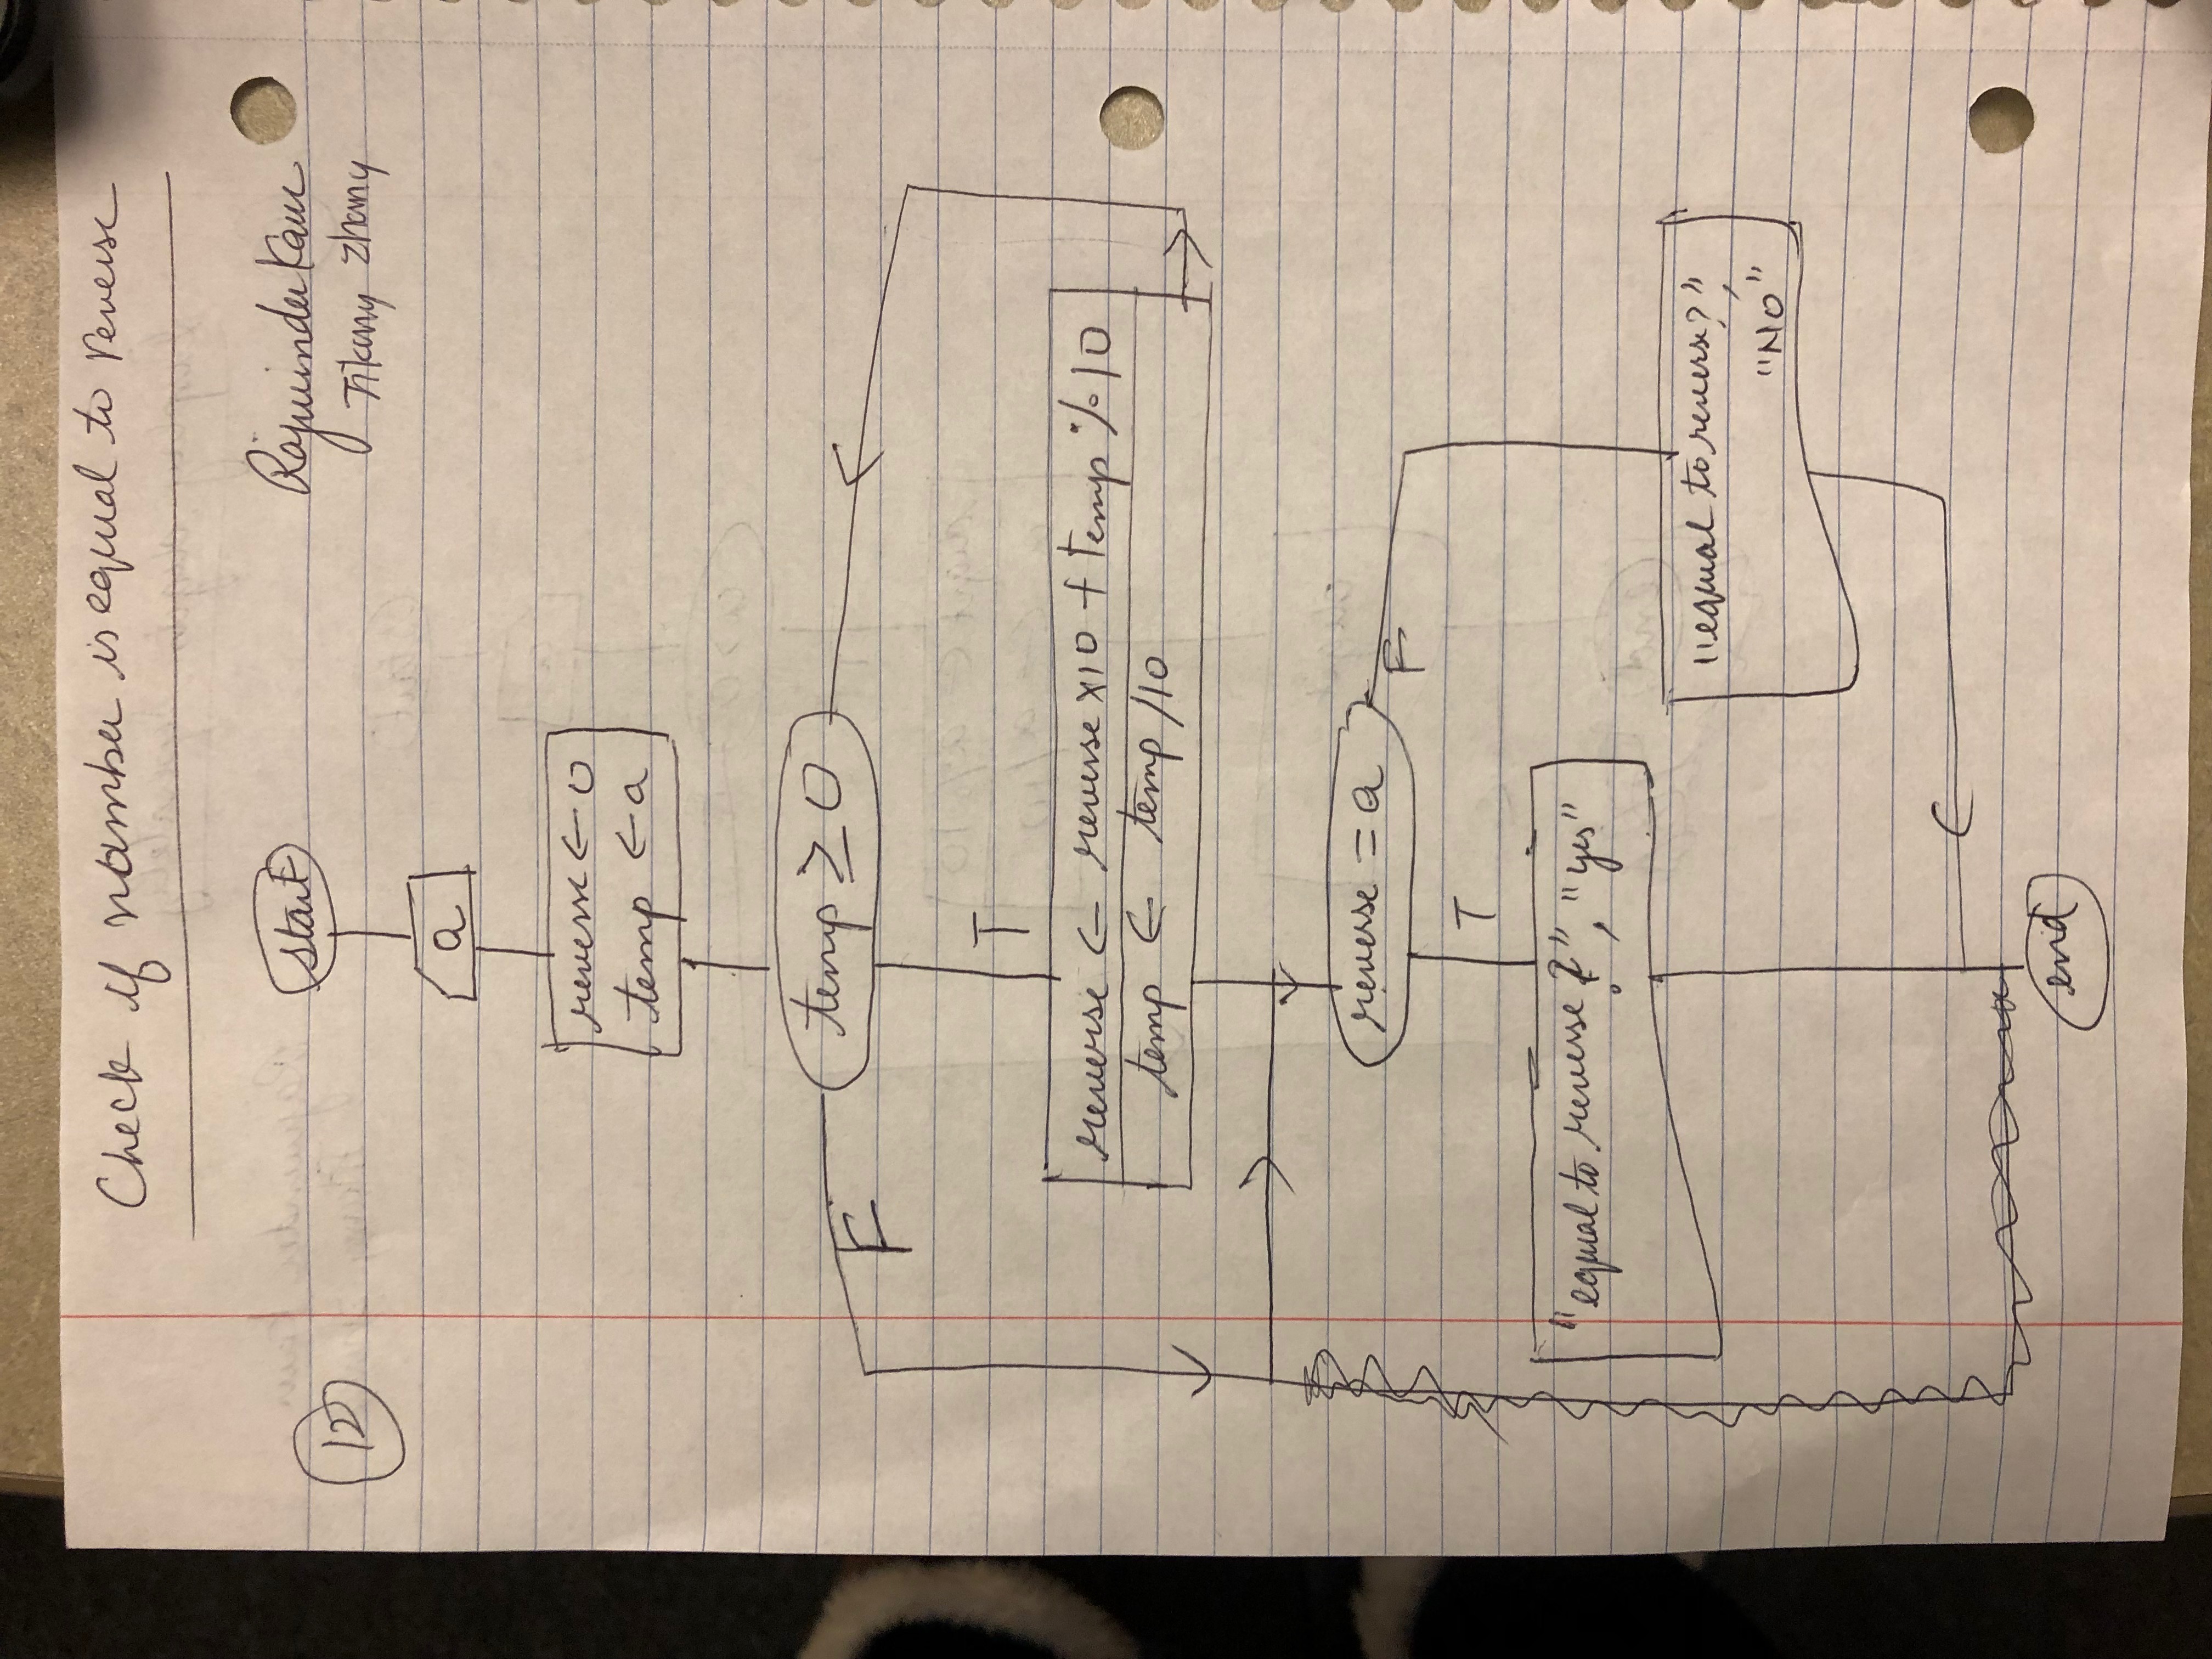 Check if number is equal to reverse
Rajwinder Kaur
Zhang
12
start
a
reverse ← 0
temp ← a
temp ≥ 0
F
T
reverse ← reverse x10 + temp % 10
temp ← temp /10
reverse = a
F
T
"equal to reverse ?", "yes"
"equal to reverse?",
"NO"
end